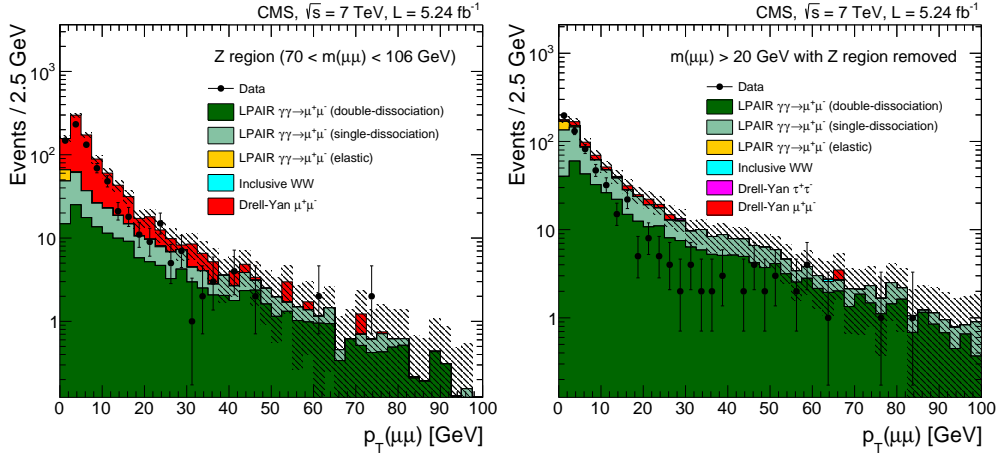 CMS, √s = 7 TeV, L = 5.24 fb⁻¹
Events / 2.5 GeV
10³
10²
10
1
Z region (70 < m(μμ) < 106 GeV)
Data
LPAIR γγ→μ⁺μ⁻ (double-dissociation)
LPAIR γγ→μ⁺μ⁻ (single-dissociation)
LPAIR γγ→μ⁺μ⁻ (elastic)
Inclusive WW
Drell-Yan μ⁺μ⁻
0 10 20 30 40 50 60 70 80 90 100
p_T(μμ) [GeV]
CMS, √s = 7 TeV, L = 5.24 fb⁻¹
Events / 2.5 GeV
10³
10²
10
1
m(μμ) > 20 GeV with Z region removed
Data
LPAIR γγ→μ⁺μ⁻ (double-dissociation)
LPAIR γγ→μ⁺μ⁻ (single-dissociation)
LPAIR γγ→μ⁺μ⁻ (elastic)
Inclusive WW
Drell-Yan τ⁺τ⁻
Drell-Yan μ⁺μ⁻
0 10 20 30 40 50 60 70 80 90 100
p_T(μμ) [GeV]